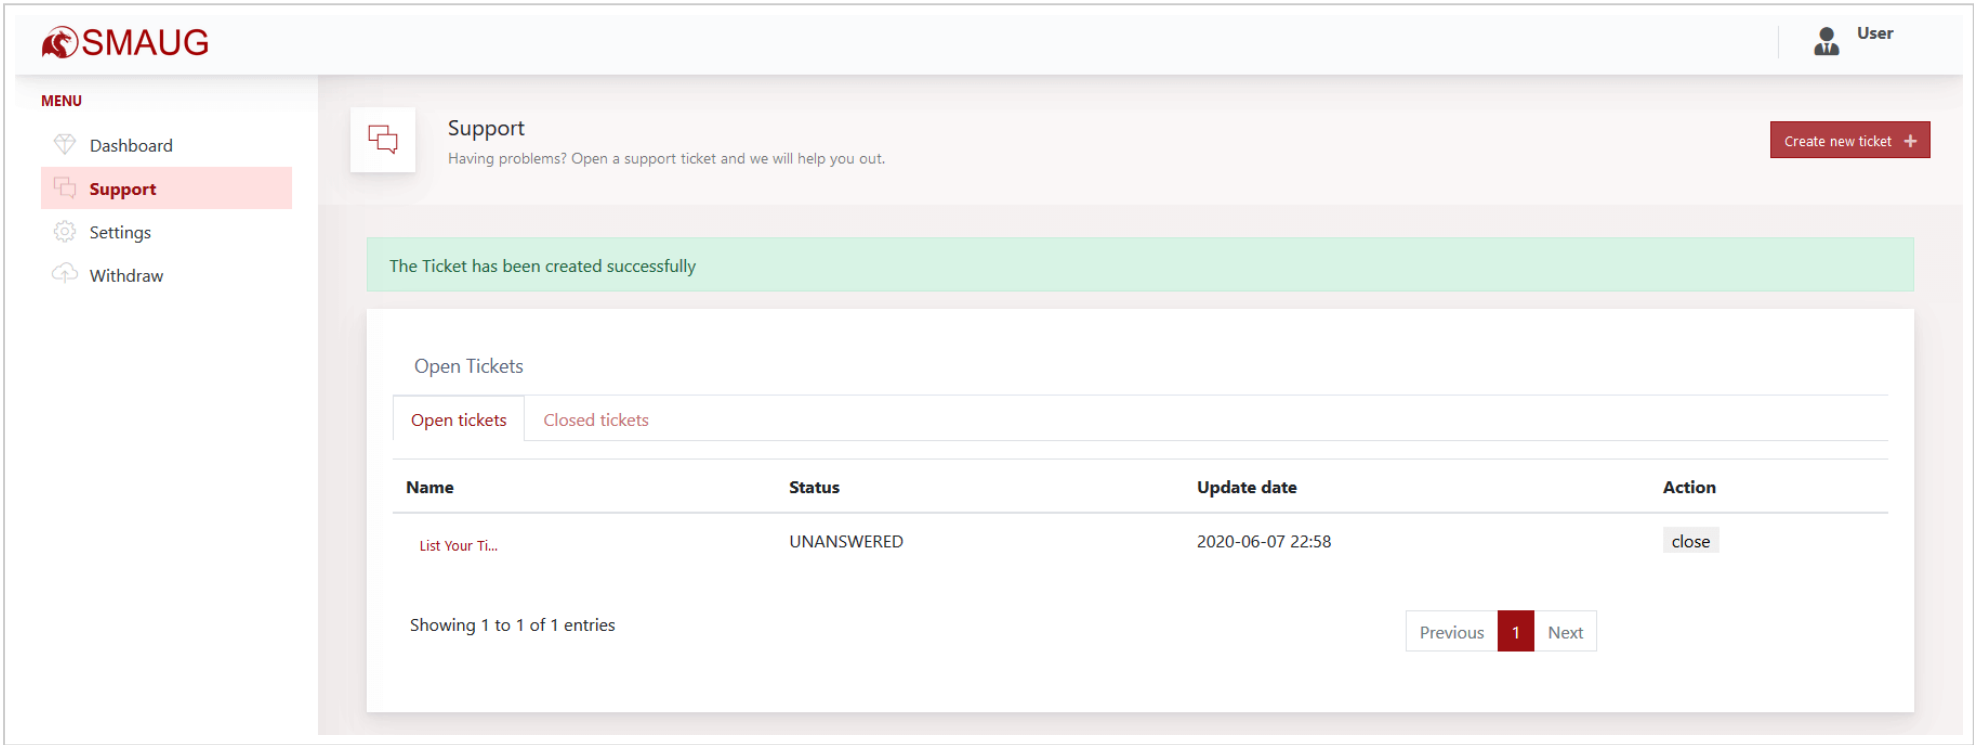 SMAUG
User
MENU
Dashboard
Support
Settings
Withdraw
Support
Having problems? Open a support ticket and we will help you out.
Create new ticket +
The Ticket has been created successfully
Open Tickets
Open tickets Closed tickets
Name Status Update date Action
List Your Ti... UNANSWERED 2020-06-07 22:58 close
Showing 1 to 1 of 1 entries
Previous 1 Next